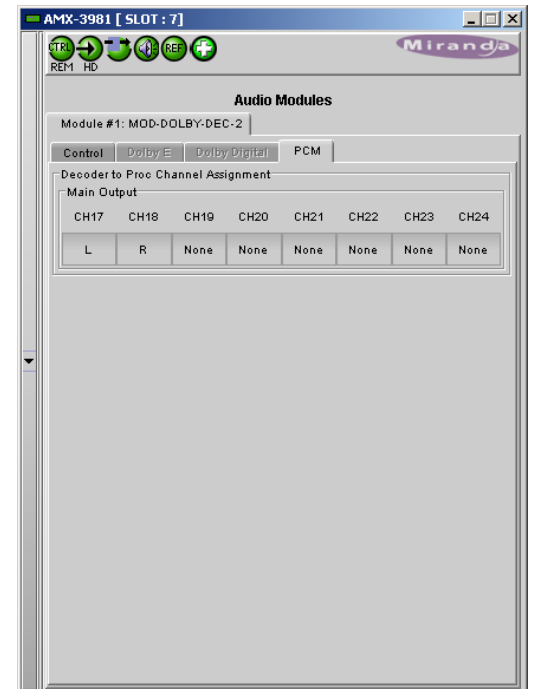 AMX-3981 [ SLOT : 7]
CTRL REF
REM HD
Miranda
Audio Modules
Module #1: MOD-DOLBY-DEC-2
Control Dolby E Dolby Digital PCM
Decoder to Proc Channel Assignment
Main Output
CH17 CH18 CH19 CH20 CH21 CH22 CH23 CH24
L R None None None None None None